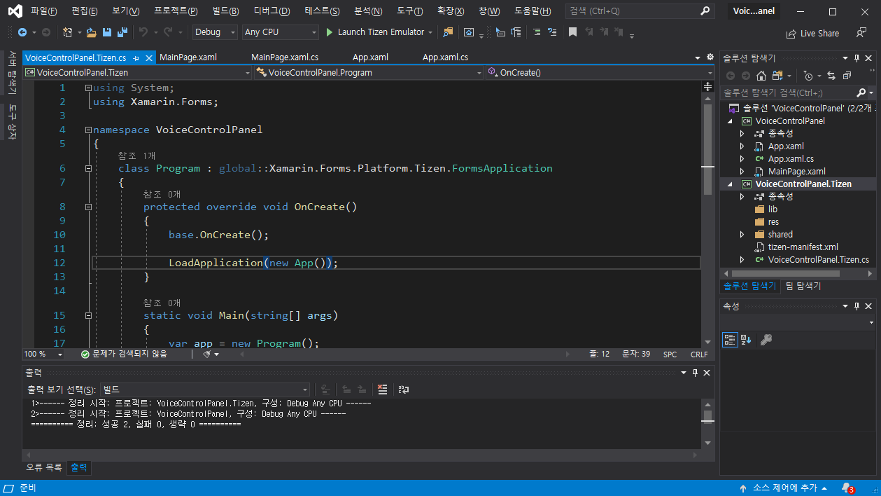 파일(F) 편집(E) 보기(V) 프로젝트(P) 빌드(B) 디버그(D) 테스트(S) 분석(N) 도구(T) 확장(X) 창(W) 도움말(H) 검색 (Ctrl+Q) Voic...anel
Debug Any CPU Launch Tizen Emulator Live Share
서버 탐색기
도구 상자
VoiceControlPanel.Tizen.cs MainPage.xaml MainPage.xaml.cs App.xaml App.xaml.cs
VoiceControlPanel.Tizen VoiceControlPanel.Program OnCreate()
1 using System;
2 using Xamarin.Forms;
3
4 namespace VoiceControlPanel
5 {
참조 1개
6 class Program : global::Xamarin.Forms.Platform.Tizen.FormsApplication
7 {
참조 0개
8 protected override void OnCreate()
9 {
10 base.OnCreate();
11
12 LoadApplication(new App());
13 }
14
참조 0개
15 static void Main(string[] args)
16 {
17 var app = new Program();
100 % 문제가 검색되지 않음 줄: 12 문자: 39 SPC CRLF
출력
출력 보기 선택(S): 빌드
1>------ 정리 시작: 프로젝트: VoiceControlPanel.Tizen, 구성: Debug Any CPU ------
2>------ 정리 시작: 프로젝트: VoiceControlPanel, 구성: Debug Any CPU ------
========== 정리: 성공 2, 실패 0, 생략 0 ==========
오류 목록 출력
솔루션 탐색기
솔루션 탐색기 검색(Ctrl+;)
솔루션 'VoiceControlPanel' (2/2개
VoiceControlPanel
종속성
App.xaml
App.xaml.cs
MainPage.xaml
VoiceControlPanel.Tizen
종속성
lib
res
shared
tizen-manifest.xml
VoiceControlPanel.Tizen.cs
솔루션 탐색기 팀 탐색기
속성
준비 소스 제어에 추가 3